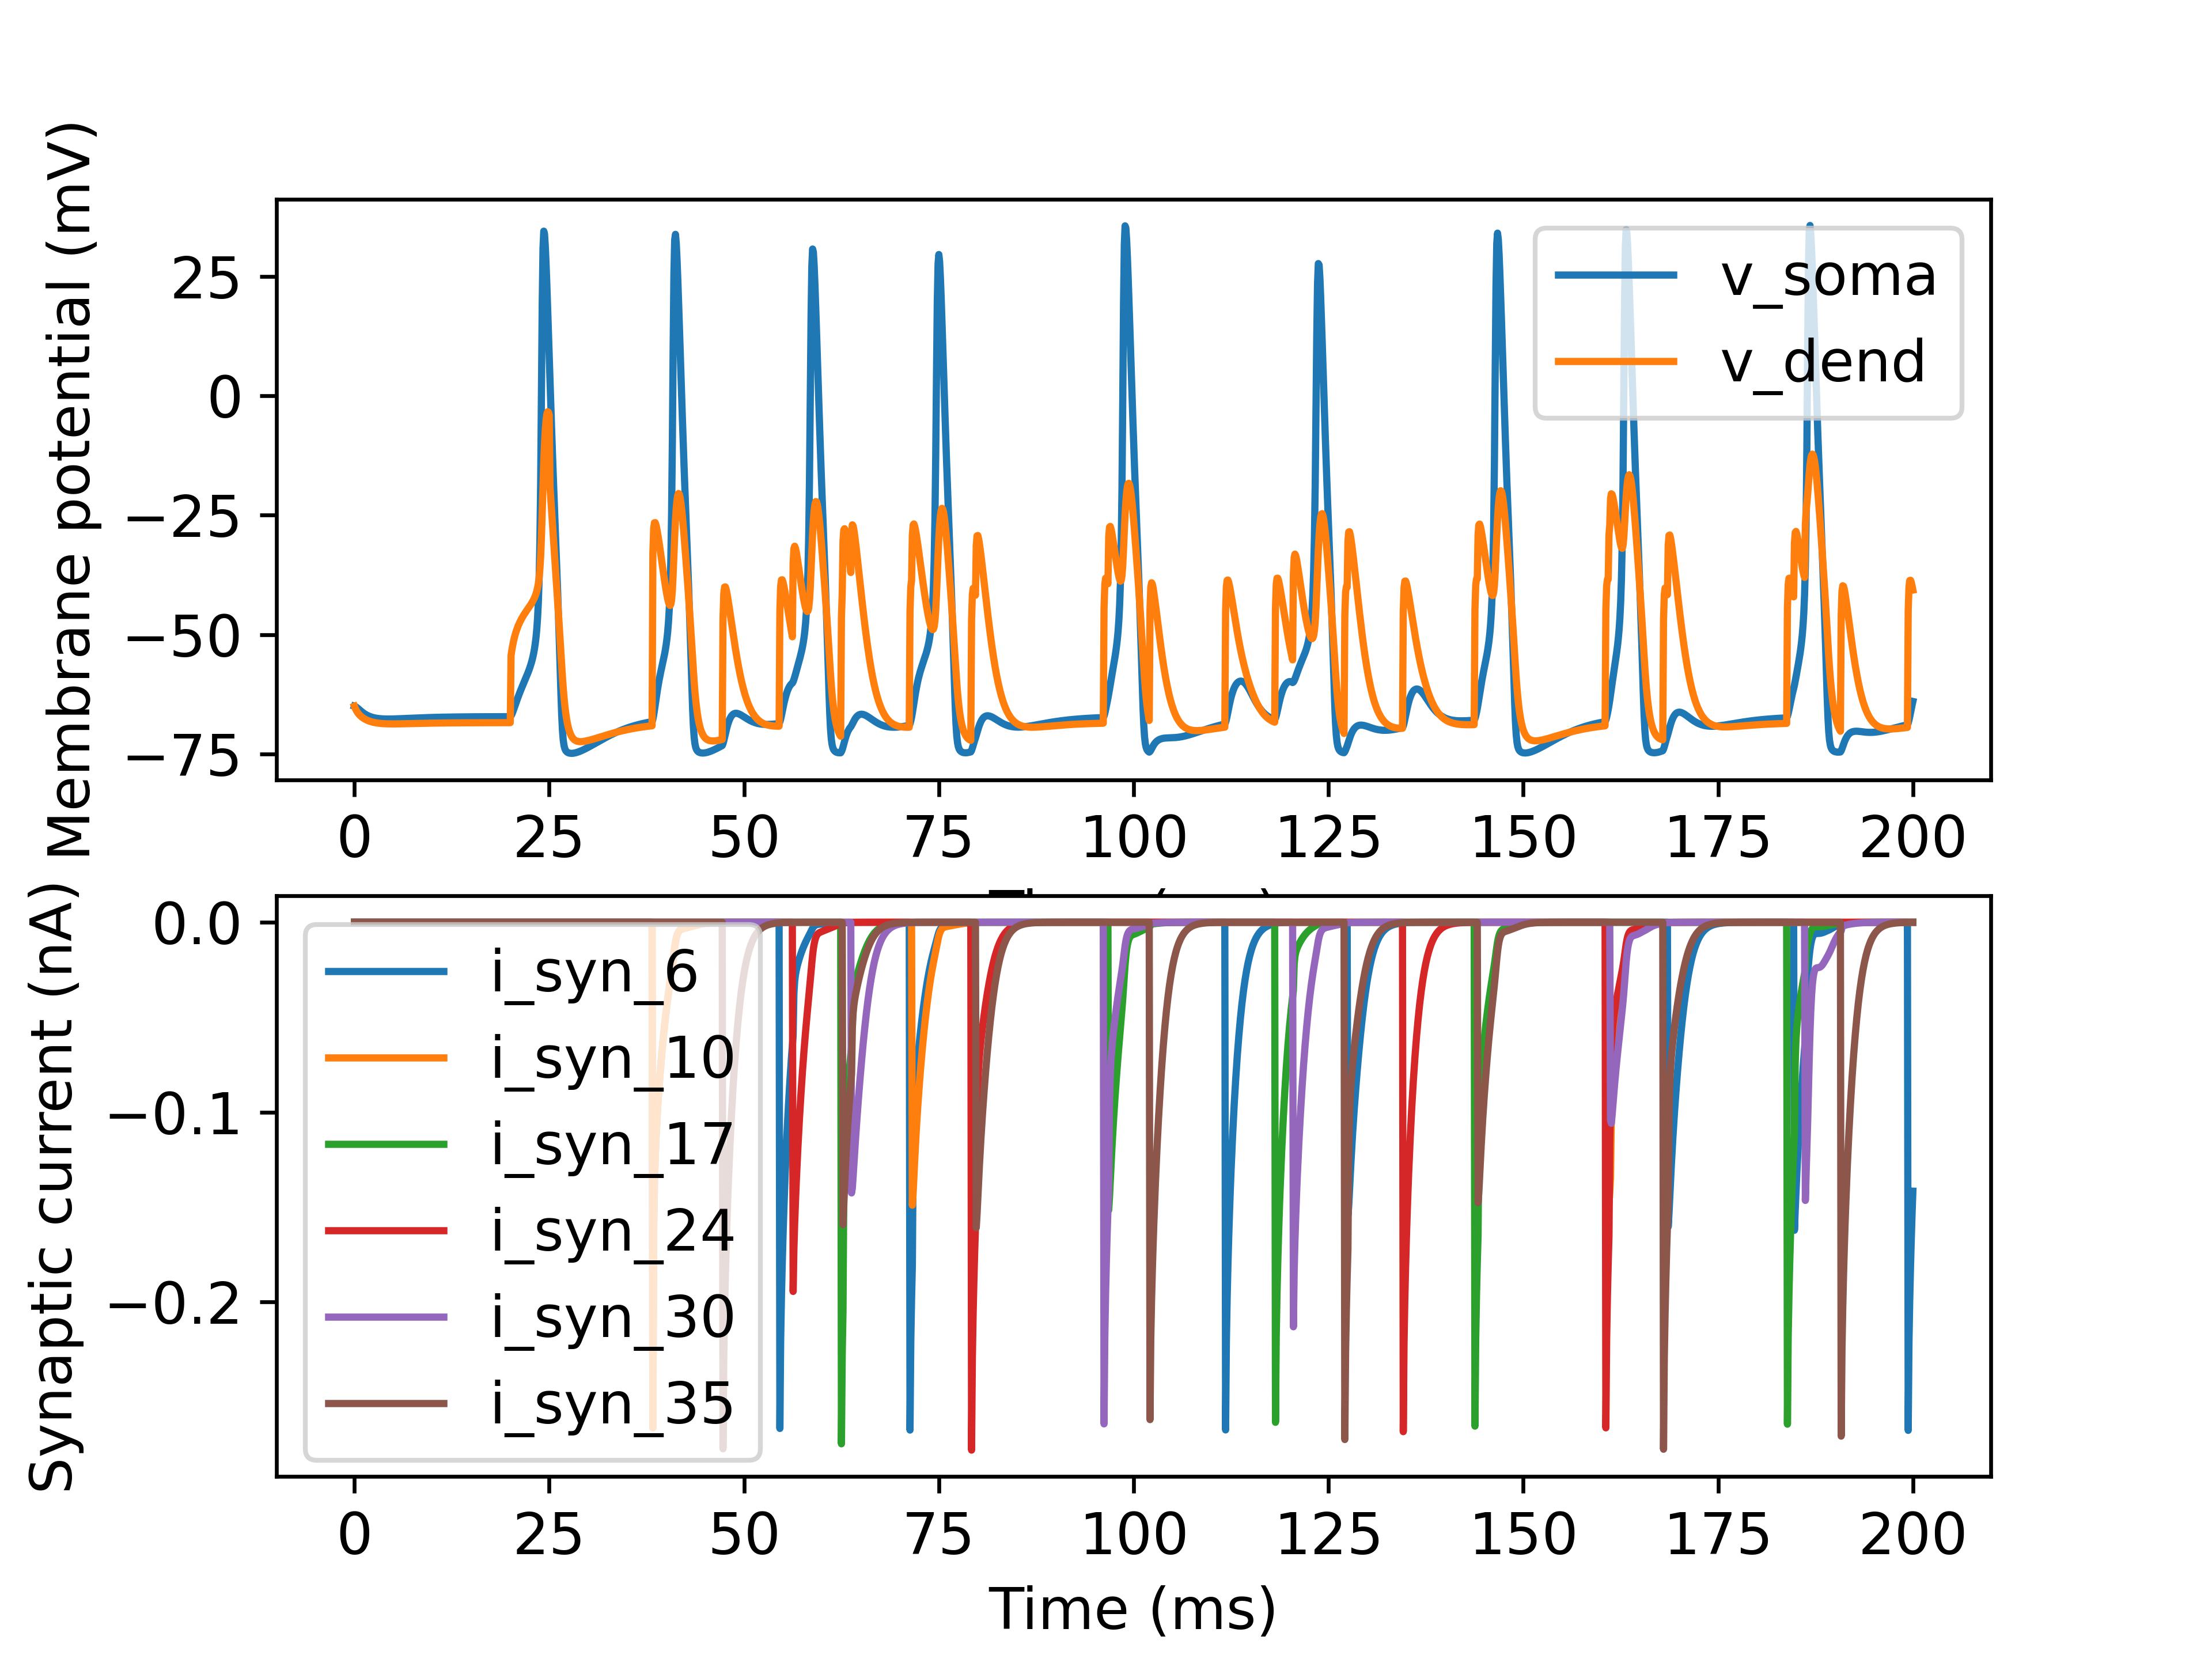 Membrane potential (mV)
25
0
−25
−50
−75
v_soma
v_dend
0 25 50 75 100 125 150 175 200
Synaptic current (nA)
0.0
−0.1
−0.2
i_syn_6
i_syn_10
i_syn_17
i_syn_24
i_syn_30
i_syn_35
0 25 50 75 100 125 150 175 200
Time (ms)